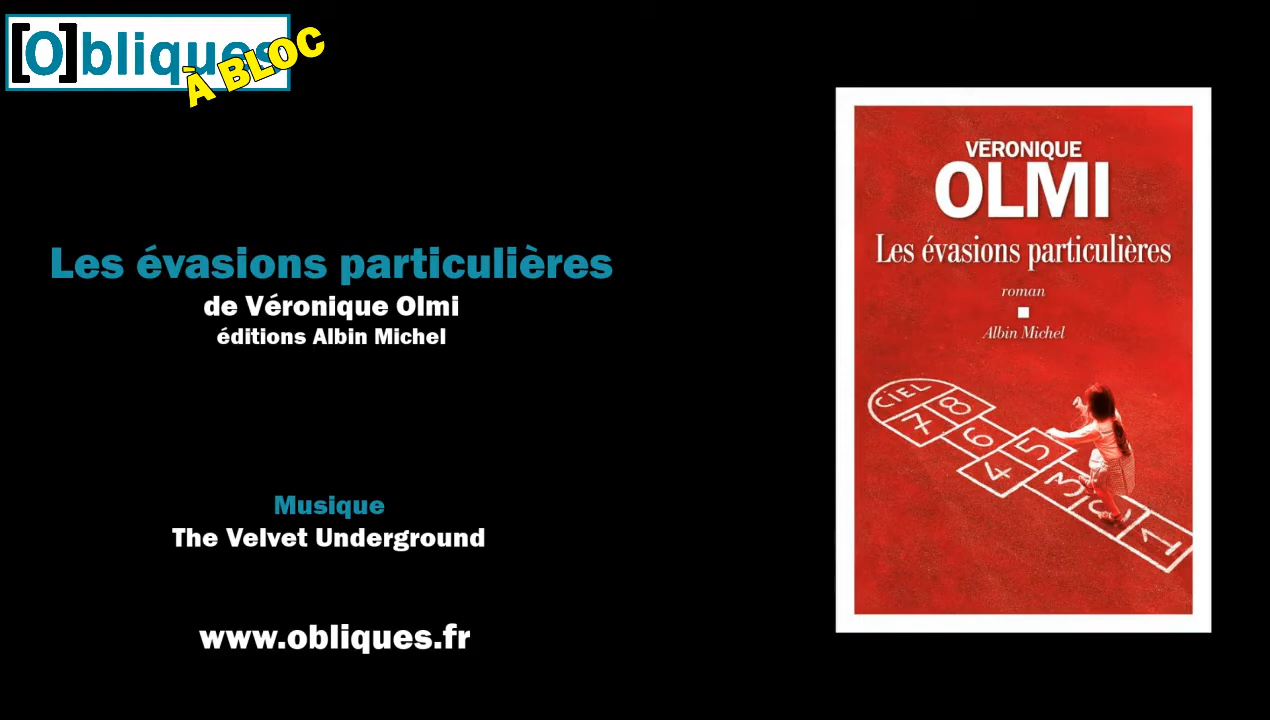 [O]bliques
À BLOC
Les évasions particulières
de Véronique Olmi
éditions Albin Michel
Musique
The Velvet Underground
www.obliques.fr
VÉRONIQUE
OLMI
Les évasions particulières
roman
Albin Michel
CIEL
8
7
6
5
4
3
2
1